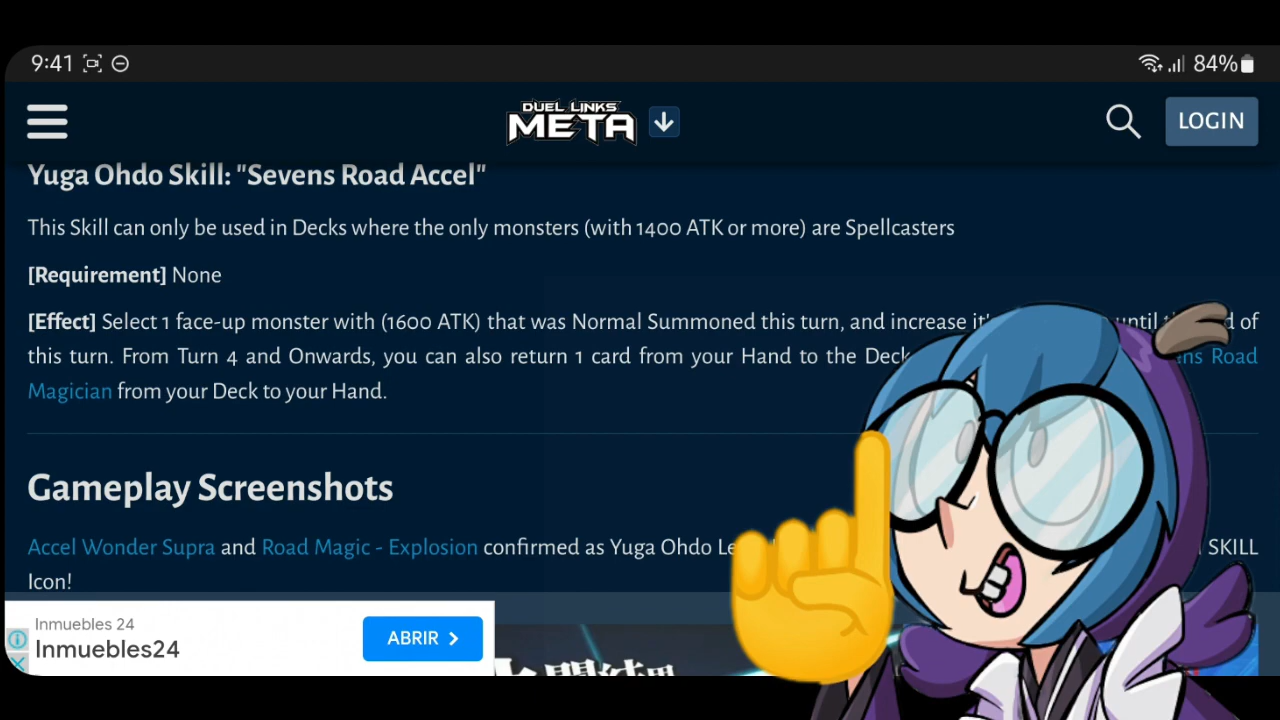 9:41
84%
DUEL LINKS
META
LOGIN
Yuga Ohdo Skill: "Sevens Road Accel"
This Skill can only be used in Decks where the only monsters (with 1400 ATK or more) are Spellcasters
[Requirement] None
[Effect] Select 1 face-up monster with (1600 ATK) that was Normal Summoned this turn, and increase it's until of
this turn. From Turn 4 and Onwards, you can also return 1 card from your Hand to the Deck Road
Magician from your Deck to your Hand.
Gameplay Screenshots
Accel Wonder Supra and Road Magic - Explosion confirmed as Yuga Ohdo SKILL
Icon!
Inmuebles 24
Inmuebles24
ABRIR